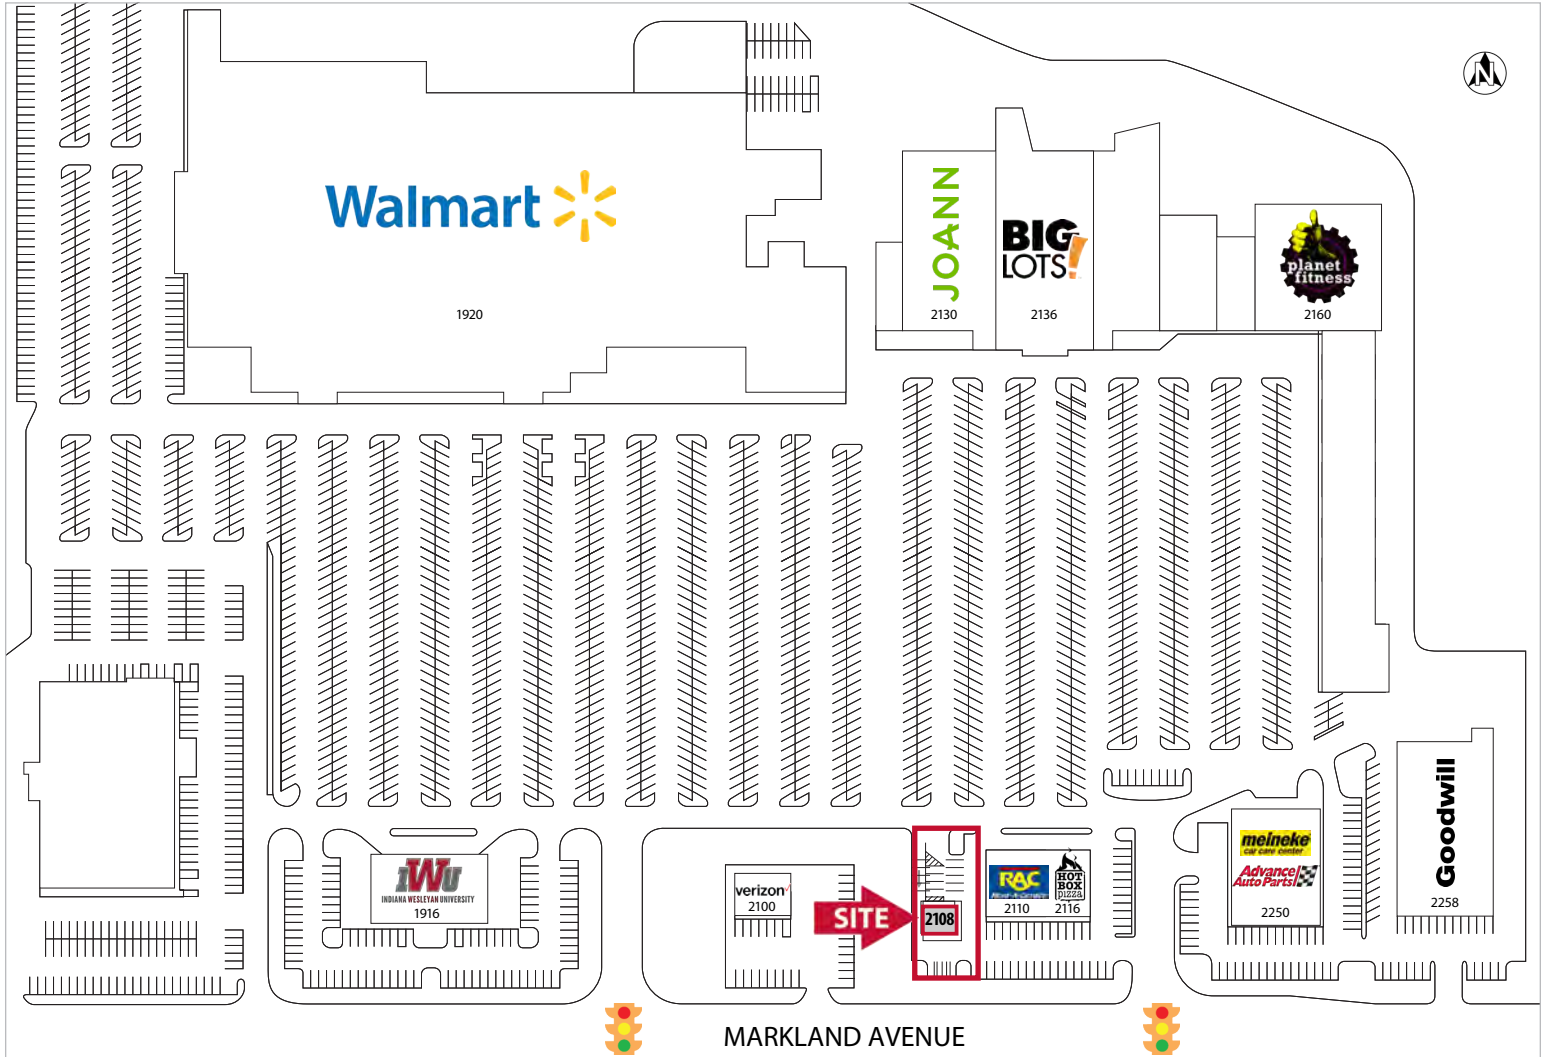 N
Walmart
1920
JOANN
2130
BIG
LOTS!
2136
planet
fitness
2160
IWU
INDIANA WESLEYAN UNIVERSITY
1916
verizon
2100
SITE
2108
RAC
2110
HOT
BOX
pizza
2116
meineke
car care center
Advance
Auto Parts
2250
Goodwill
2258
MARKLAND AVENUE